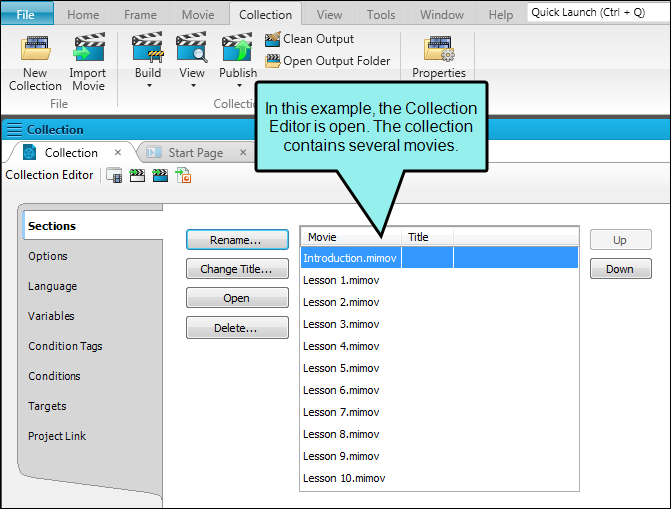 File Home Frame Movie Collection View Tools Window Help Quick Launch (Ctrl + Q)
New Collection
Import Movie
File
Build
View
Publish
Clean Output
Open Output Folder
Collec
Properties
In this example, the Collection
Editor is open. The collection
contains several movies.
Collection
Collection × Start Page ×
Collection Editor
Sections
Options
Language
Variables
Condition Tags
Conditions
Targets
Project Link
Rename...
Change Title...
Open
Delete...
Movie Title
Introduction.mimov
Lesson 1.mimov
Lesson 2.mimov
Lesson 3.mimov
Lesson 4.mimov
Lesson 5.mimov
Lesson 6.mimov
Lesson 7.mimov
Lesson 8.mimov
Lesson 9.mimov
Lesson 10.mimov
Up
Down